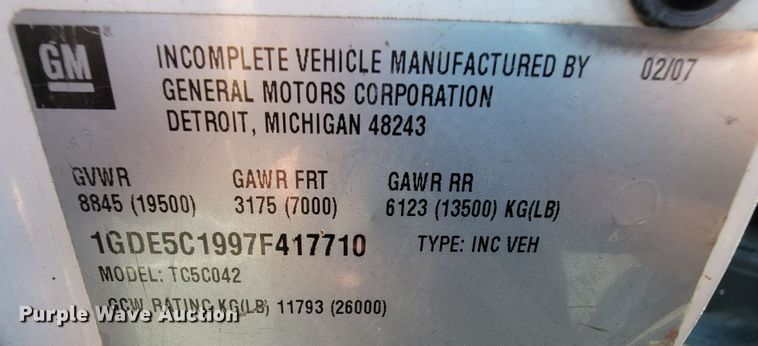 GM
INCOMPLETE VEHICLE MANUFACTURED BY 02/07
GENERAL MOTORS CORPORATION
DETROIT, MICHIGAN 48243
GVWR GAWR FRT GAWR RR
8845 (19500) 3175 (7000) 6123 (13500) KG(LB)
1GDE5C1997F417710 TYPE: INC VEH
MODEL: TC5C042
GCW RATING KG(LB) 11793 (26000)
Purple Wave Auction